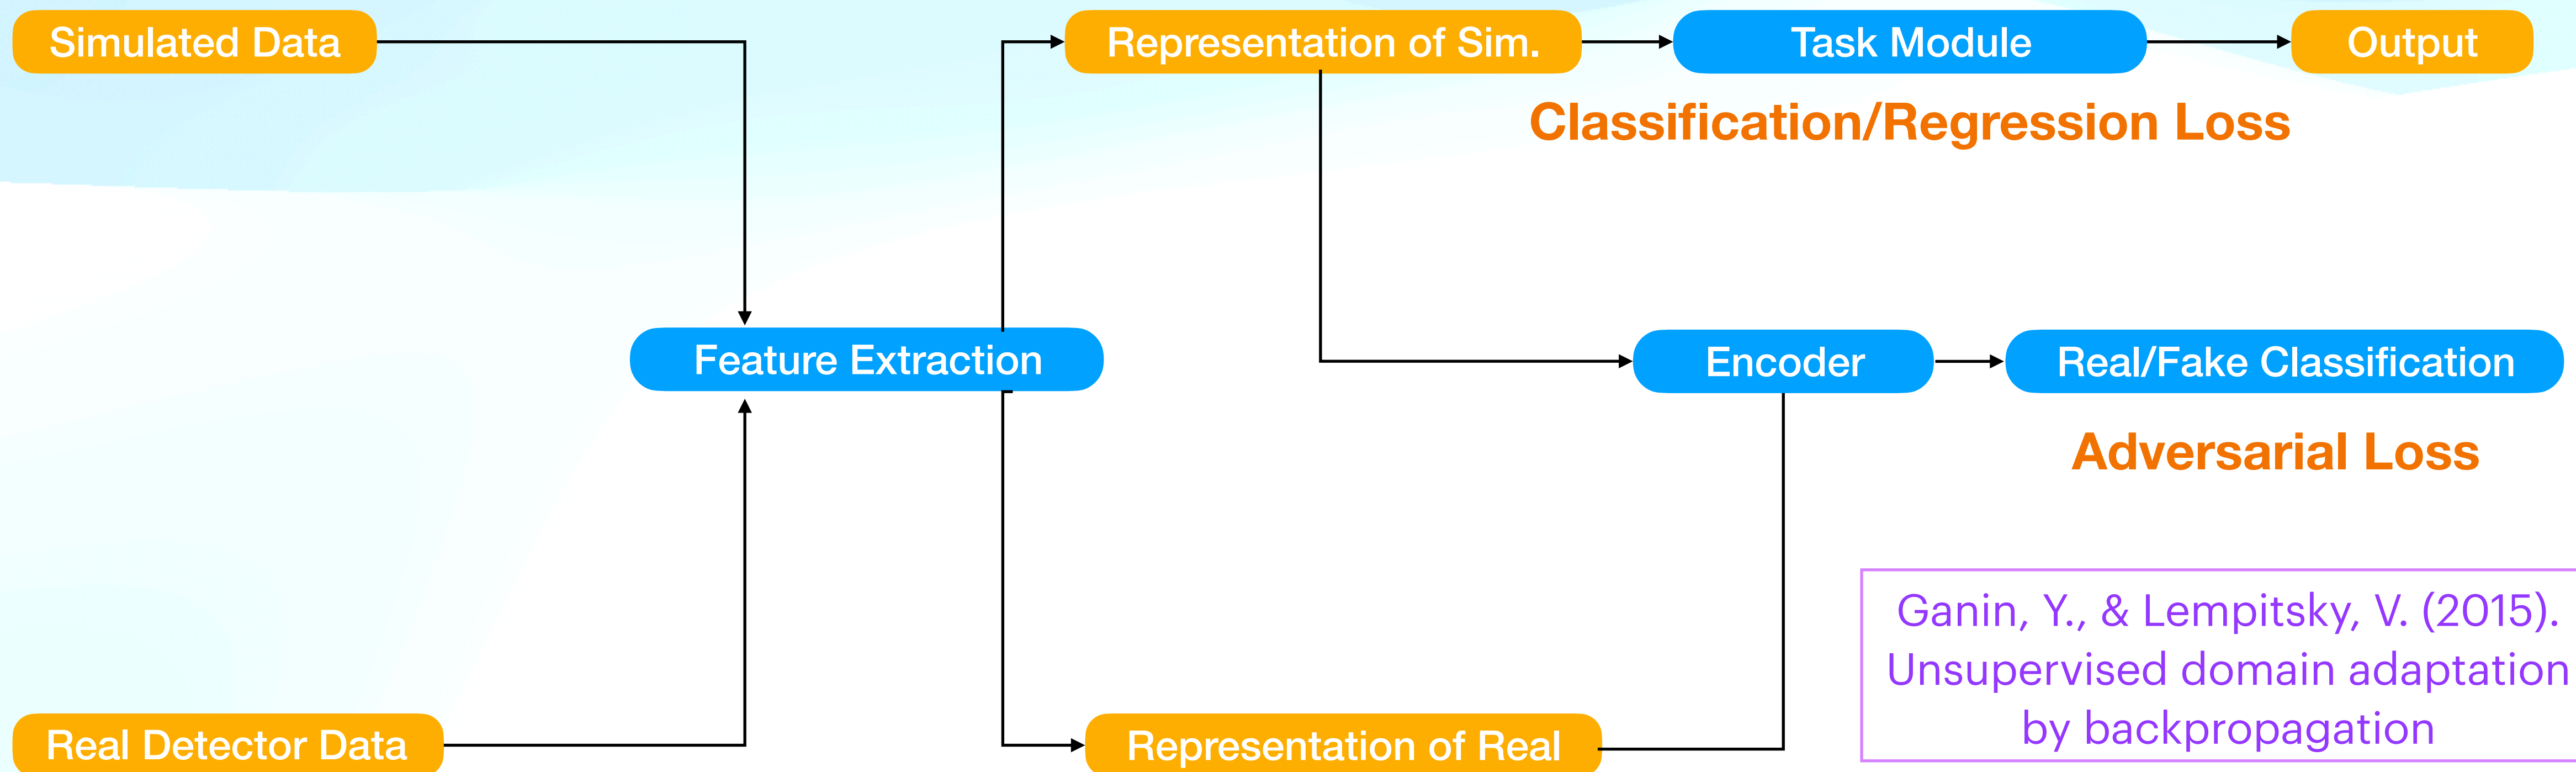 Simulated Data
Representation of Sim.
Task Module
Output
Classification/Regression Loss
Feature Extraction
Encoder
Real/Fake Classification
Adversarial Loss
Ganin, Y., & Lempitsky, V. (2015).
Unsupervised domain adaptation
by backpropagation
Real Detector Data
Representation of Real